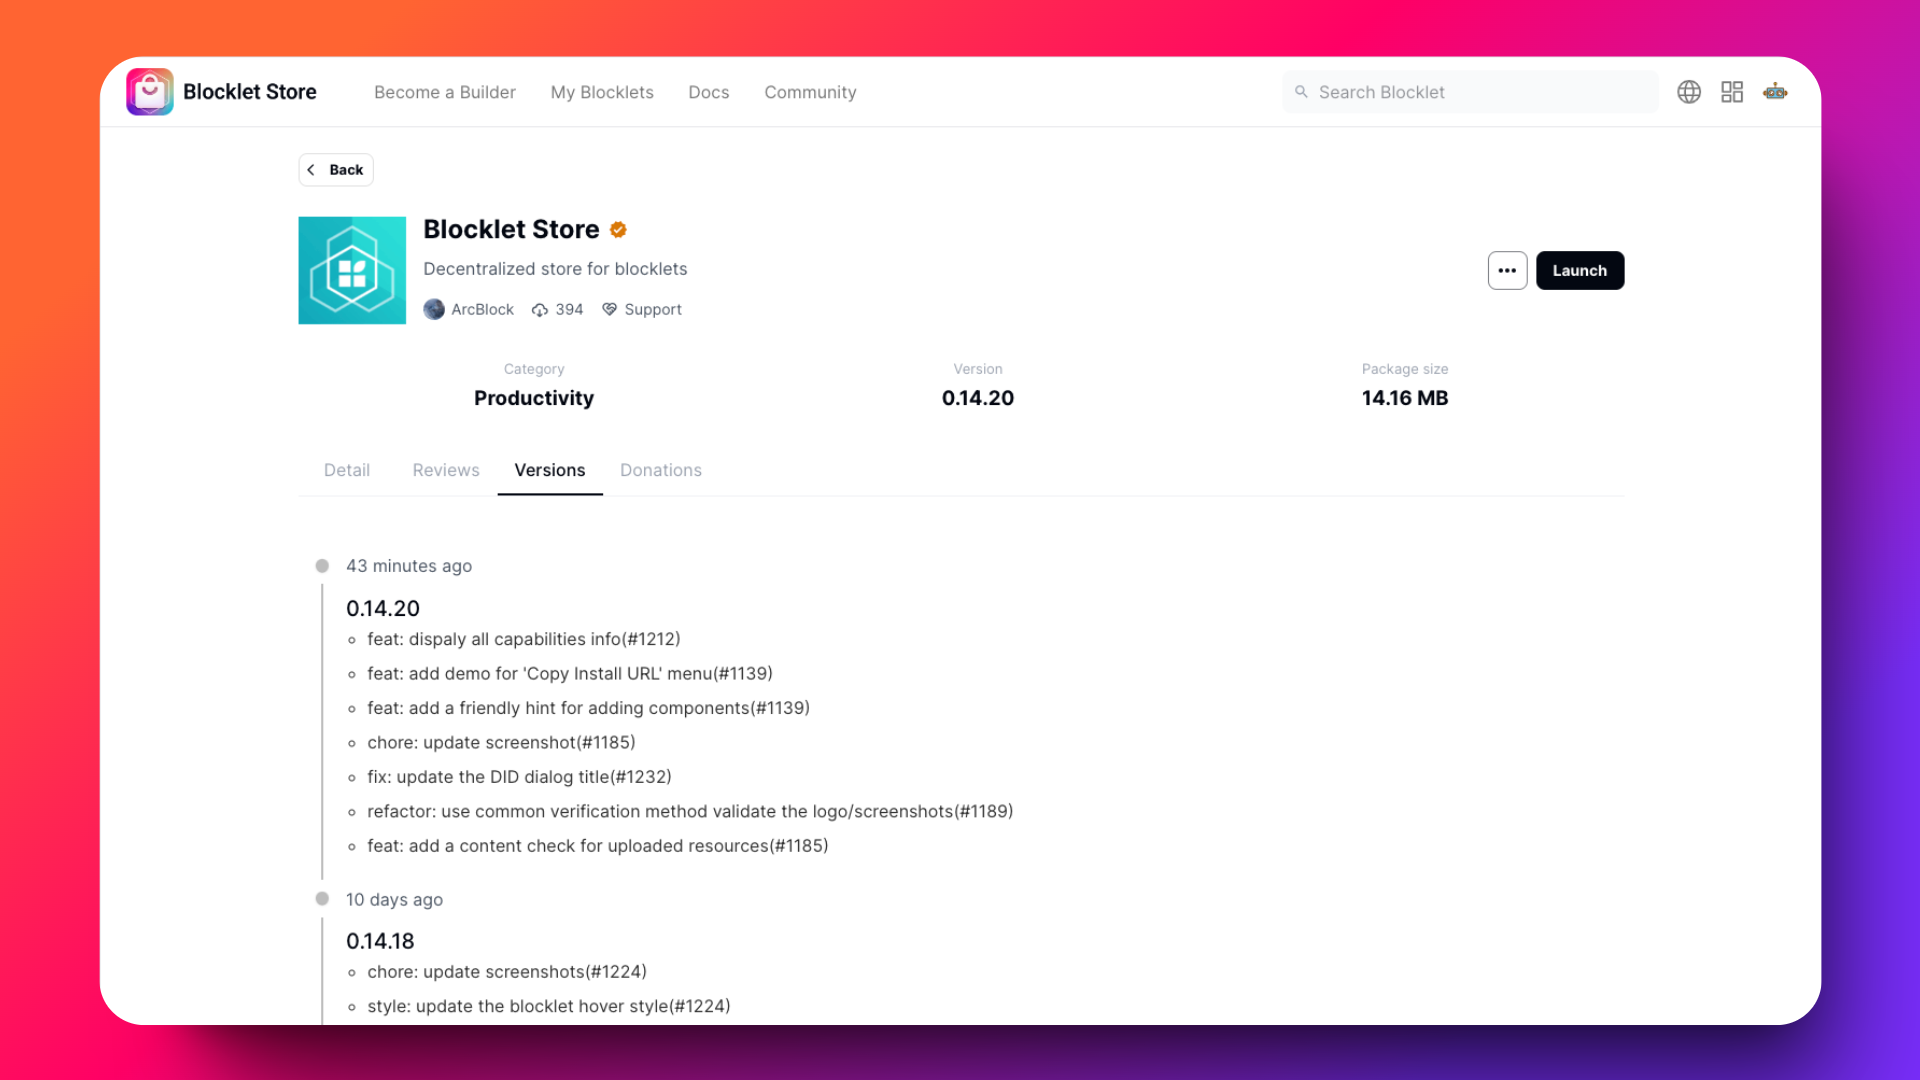 Blocklet Store
Become a Builder
My Blocklets
Docs
Community
Search Blocklet
Back
Blocklet Store
Decentralized store for blocklets
ArcBlock
394
Support
Launch
Category
Productivity
Version
0.14.20
Package size
14.16 MB
Detail
Reviews
Versions
Donations
43 minutes ago
0.14.20
feat: dispaly all capabilities info(#1212)
feat: add demo for 'Copy Install URL' menu(#1139)
feat: add a friendly hint for adding components(#1139)
chore: update screenshot(#1185)
fix: update the DID dialog title(#1232)
refactor: use common verification method validate the logo/screenshots(#1189)
feat: add a content check for uploaded resources(#1185)
10 days ago
0.14.18
chore: update screenshots(#1224)
style: update the blocklet hover style(#1224)